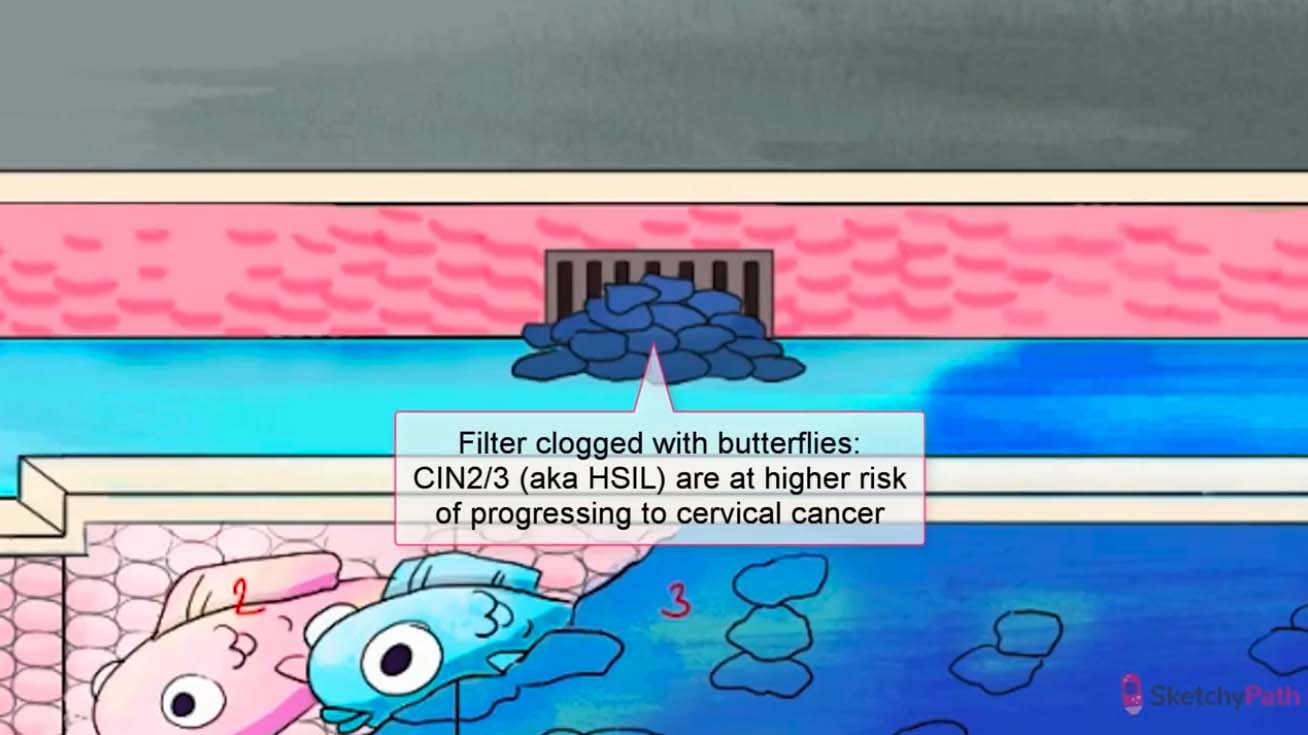 Filter clogged with butterflies:
CIN2/3 (aka HSIL) are at higher risk
of progressing to cervical cancer
2
3
SketchyPath